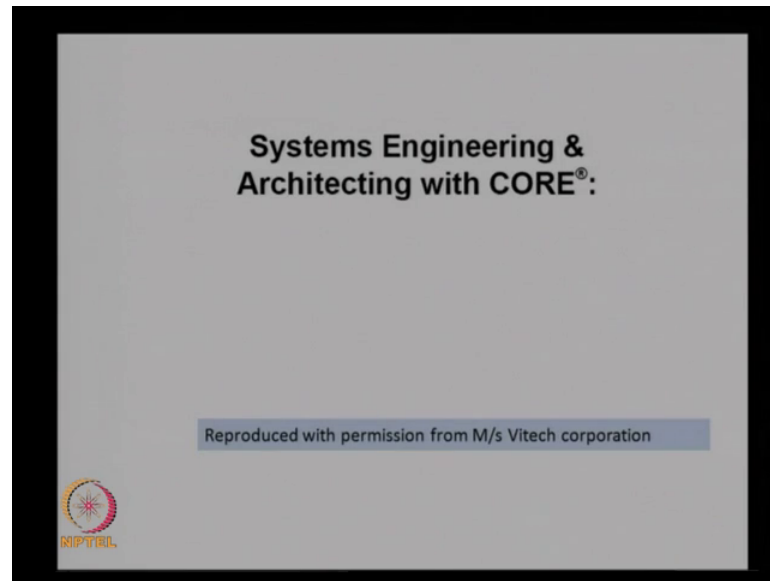 Systems Engineering &
Architecting with CORE®:
Reproduced with permission from M/s Vitech corporation
NPTEL